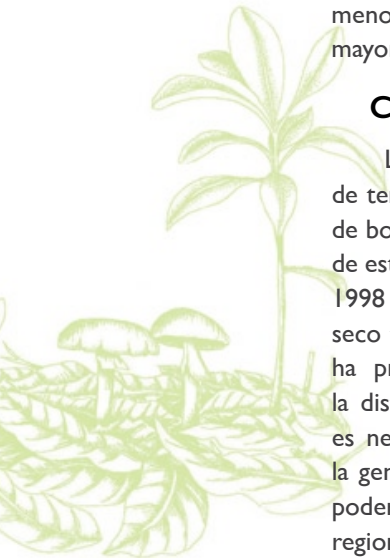 meno
mayo
C
L
de te
de bo
de est
1998
seco
ha pr
la dis
es ne
la gen
poder
region